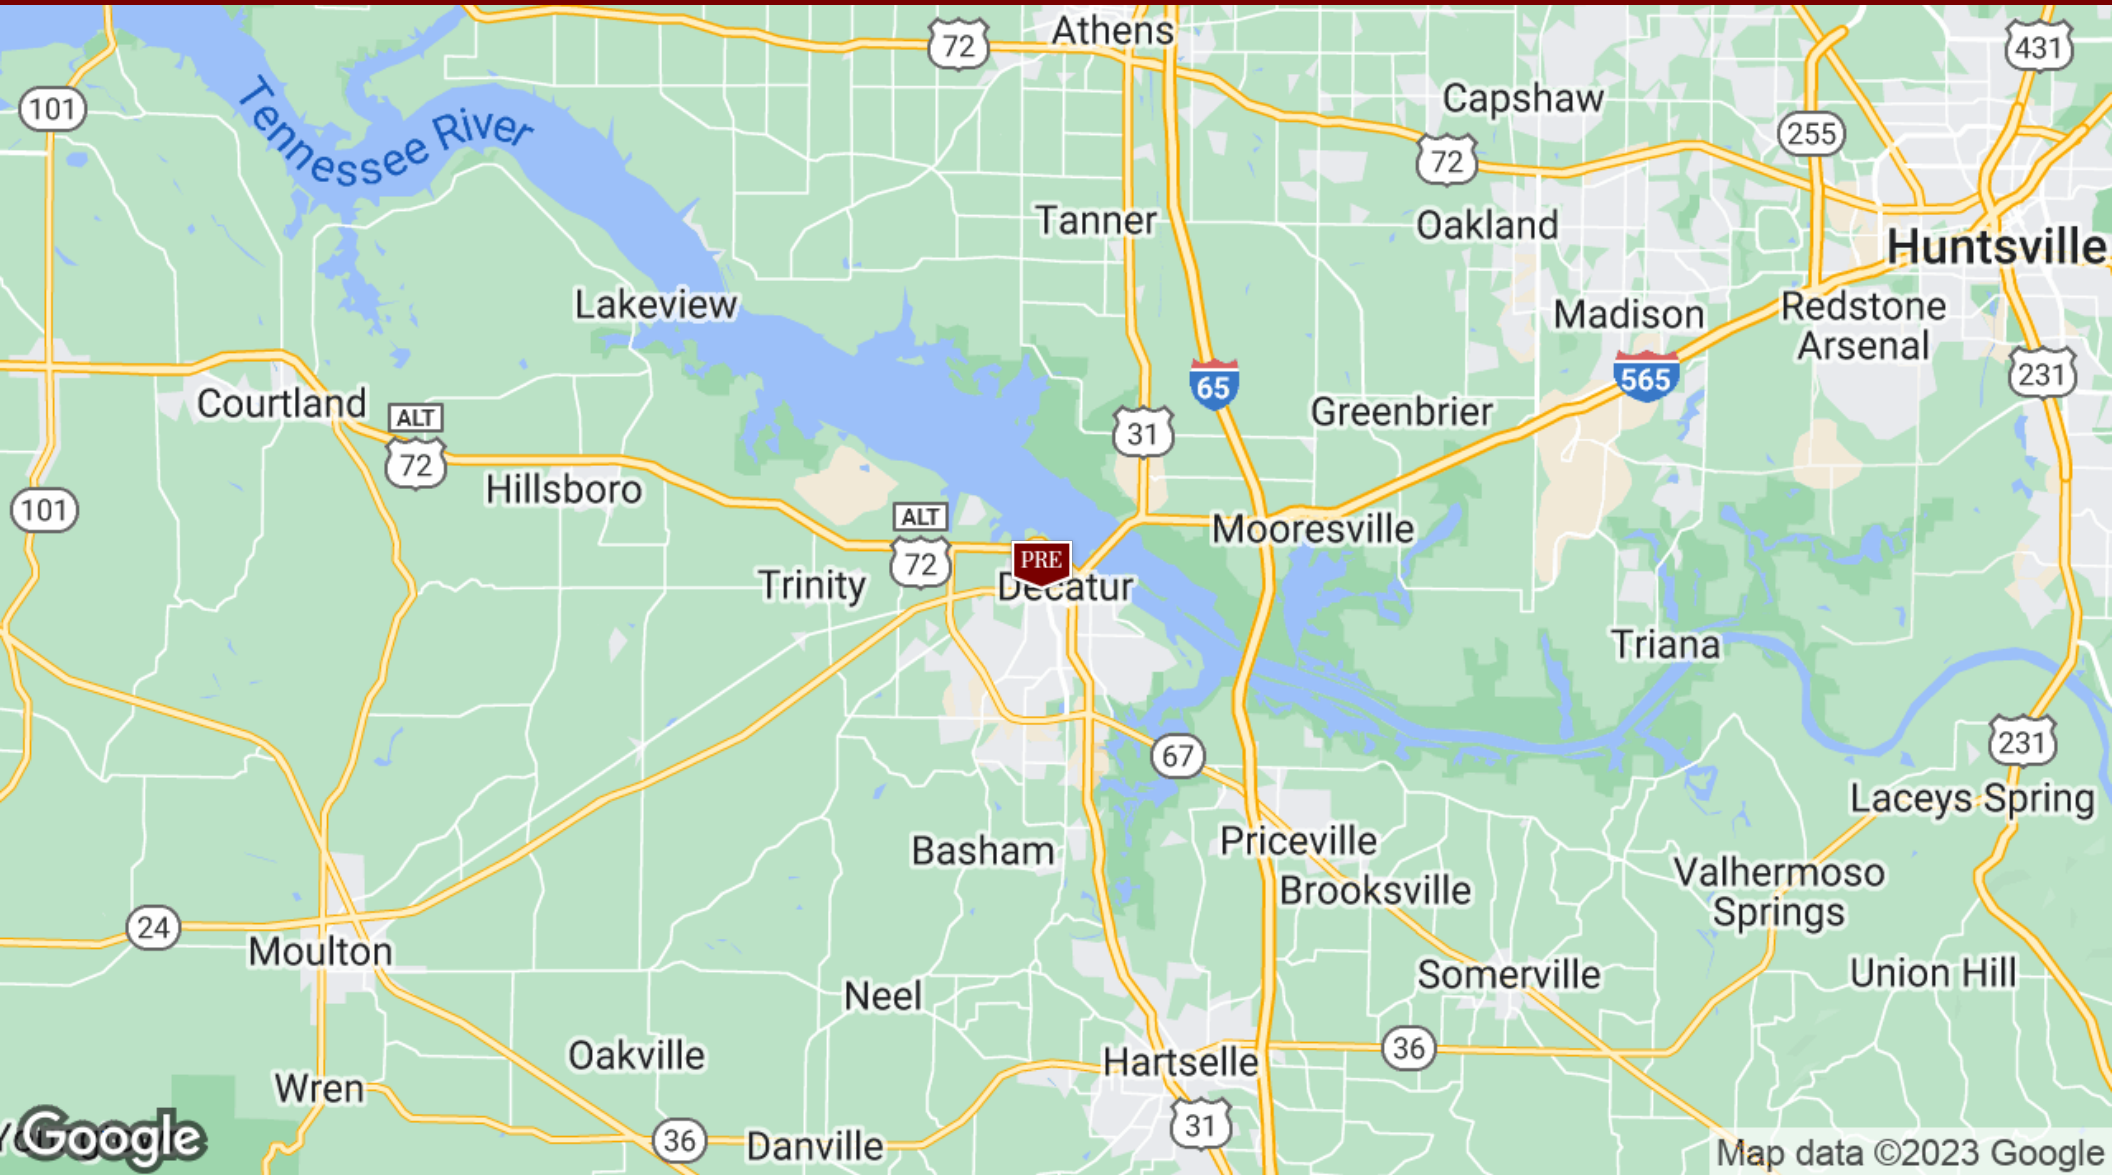 Athens
72
431
101
Capshaw
255
Tennessee River
72
Tanner
Oakland
Huntsville
Lakeview
Madison
Redstone
Arsenal
65
565
231
Courtland
ALT
72
Greenbrier
31
Hillsboro
101
ALT
72
Mooresville
PRE
Trinity
Decatur
Triana
67
231
Laceys Spring
Basham
Priceville
Brooksville
Valhermoso
Springs
24
Moulton
Neel
Somerville
Union Hill
Oakville
Hartselle
36
Wren
31
Google
36
Danville
Map data ©2023 Google